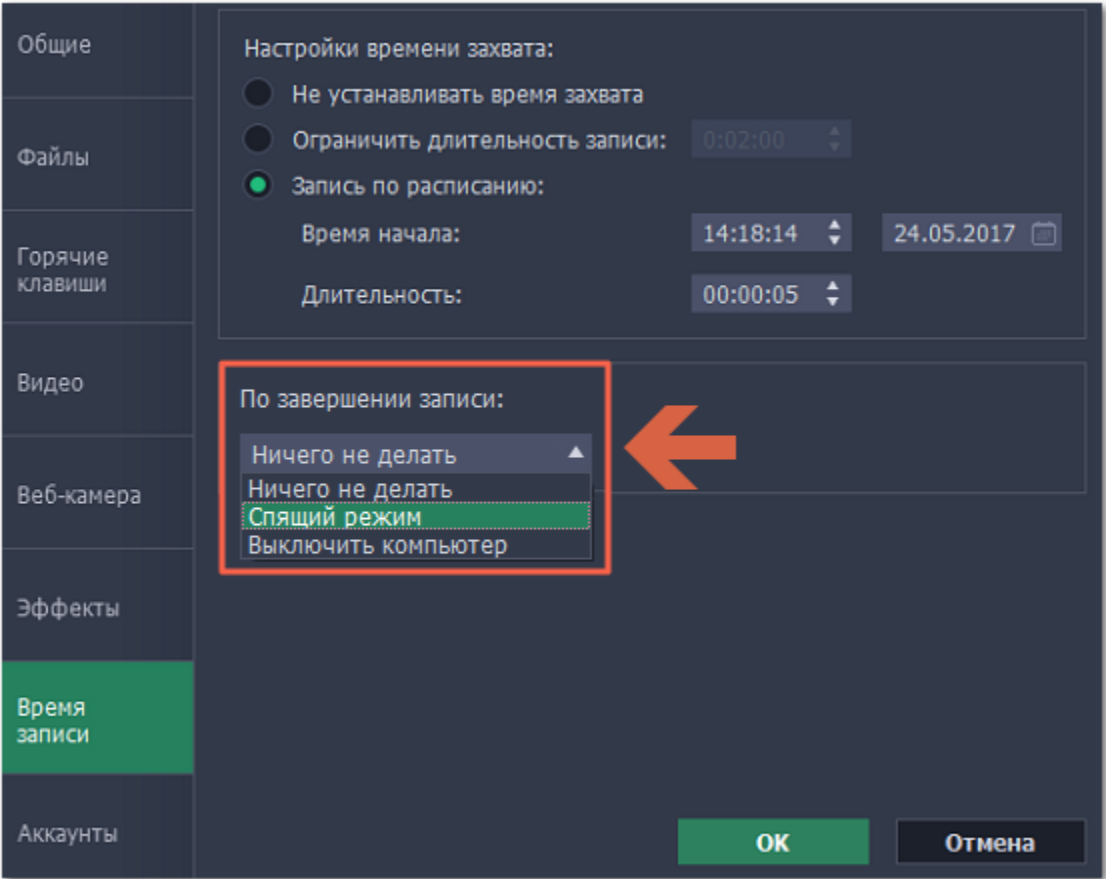 Общие
Файлы
Горячие
клавиши
Видео
Веб-камера
Эффекты
Время
записи
Аккаунты
Настройки времени захвата:
Не устанавливать время захвата
Ограничить длительность записи: 0:02:00
Запись по расписанию:
Время начала: 14:18:14 24.05.2017
Длительность: 00:00:05
По завершении записи:
Ничего не делать
Ничего не делать
Спящий режим
Выключить компьютер
OK Отмена